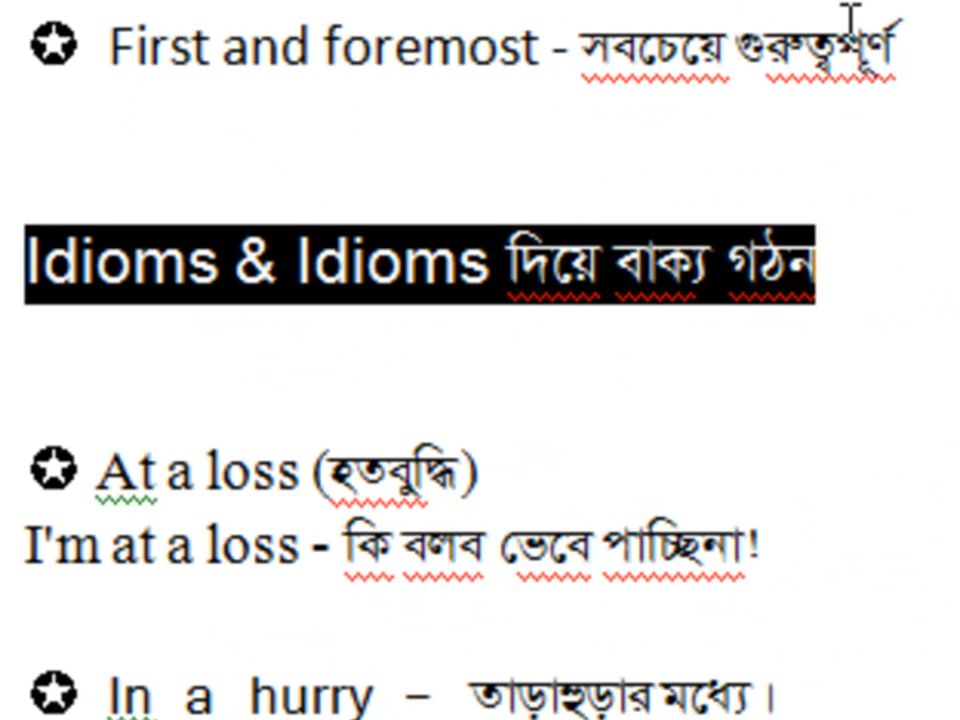 ✪ First and foremost - সবচেয়ে গুরুত্বপূর্ণ
Idioms & Idioms দিয়ে বাক্য গঠন
✪ At a loss (হতবুদ্ধি)
I'm at a loss - কি বলব ভেবে পাচ্ছিনা!
✪ In a hurry – তাড়াহুড়ার মধ্যে।